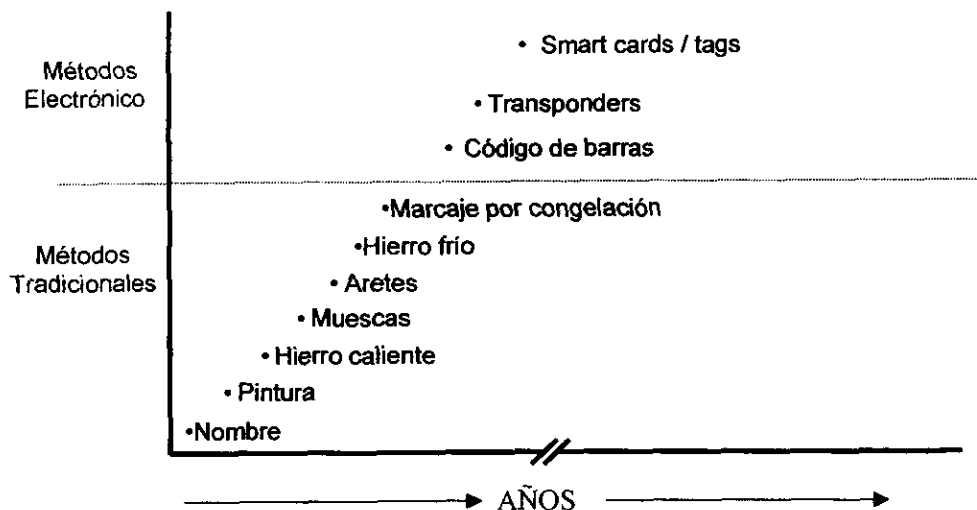 Smart cards / tags
Métodos
Electrónico
Transponders
Código de barras
Marcaje por congelación
Métodos
Tradicionales
Hierro frío
Aretes
Muescas
Hierro caliente
Pintura
Nombre
AÑOS